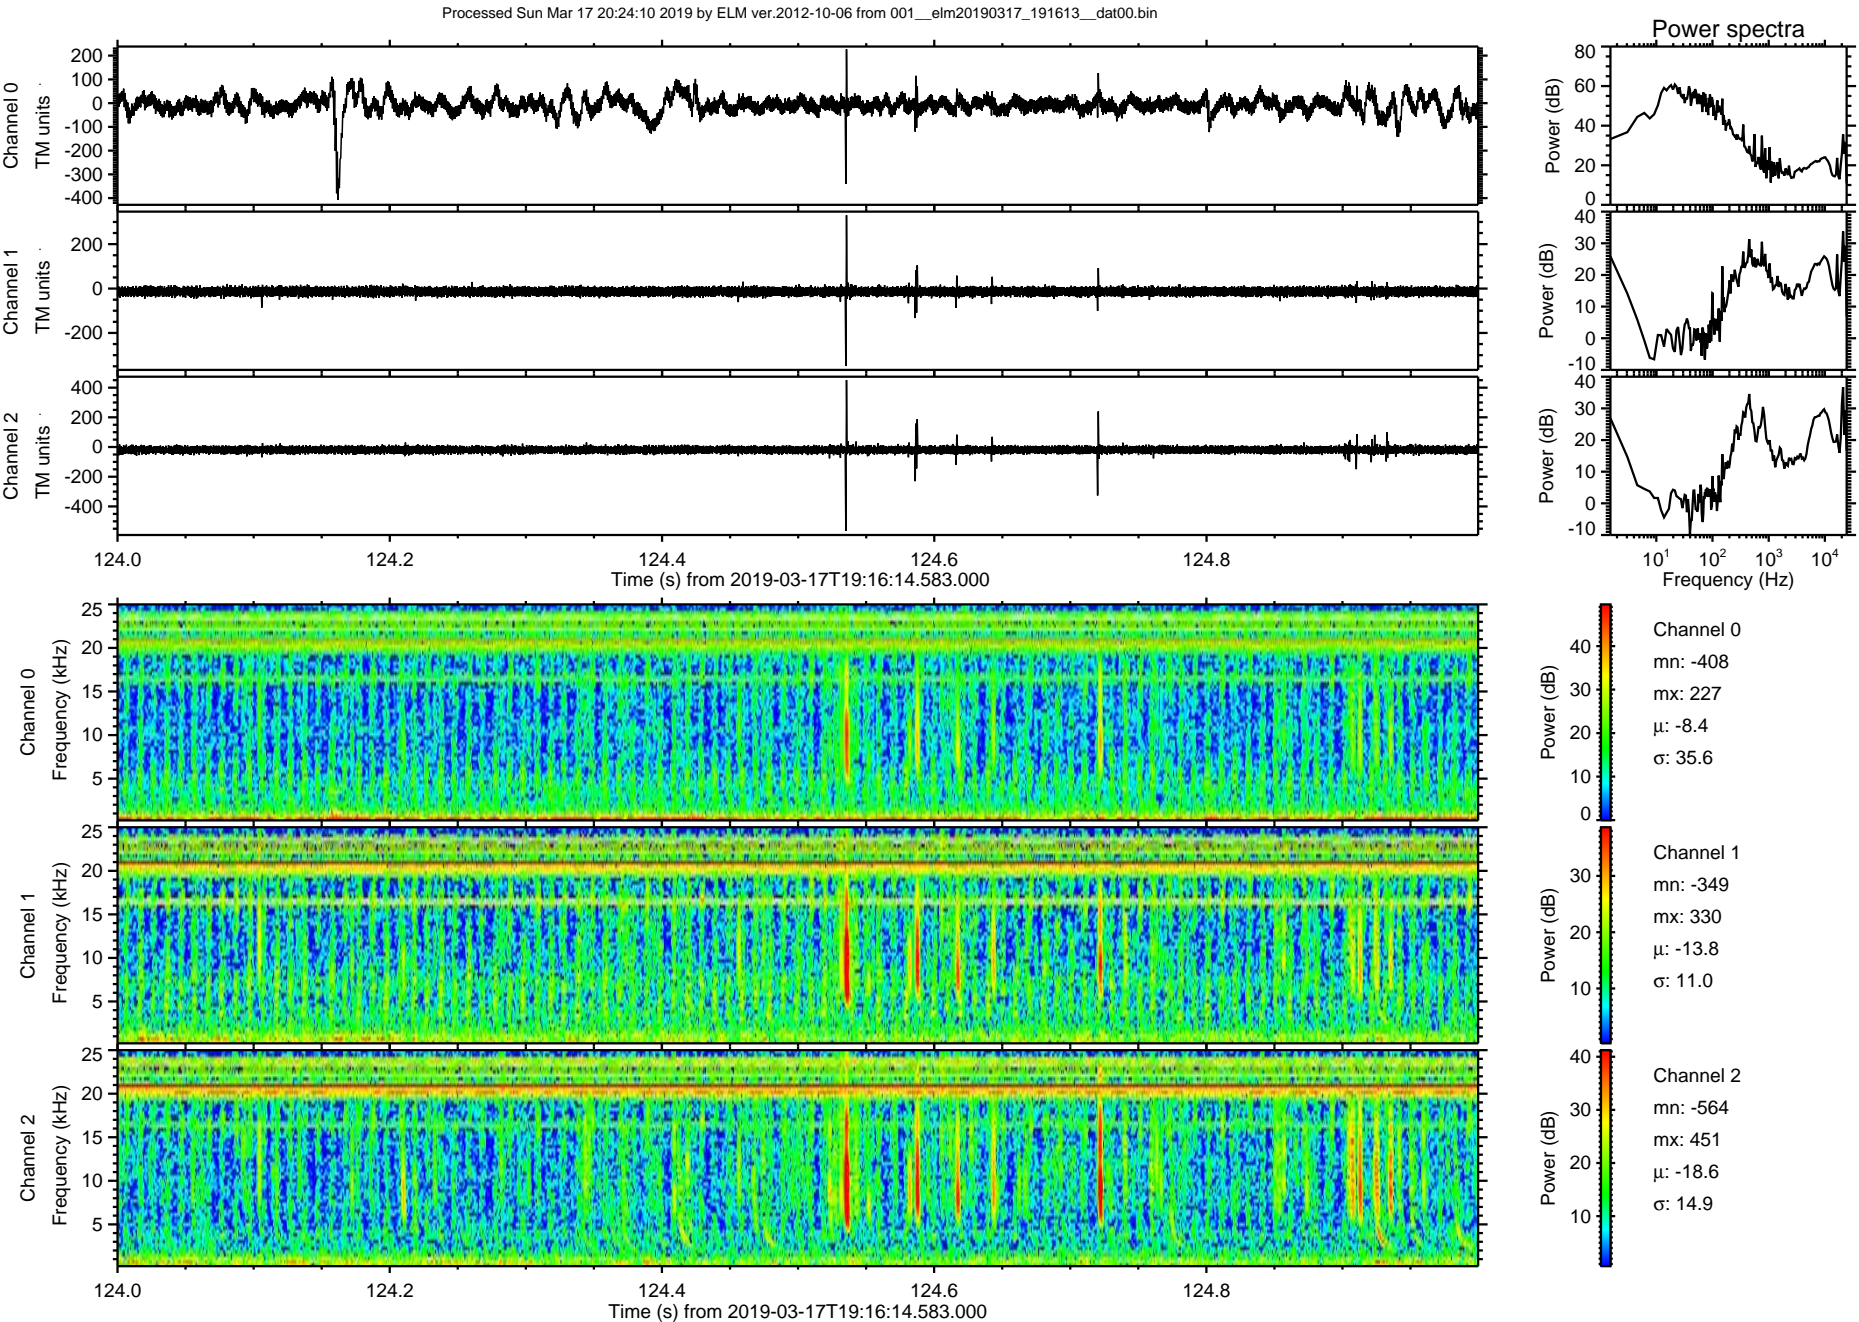 Processed Sun Mar 17 20:24:10 2019 by ELM ver.2012-10-06 from 001__elm20190317_191613__dat00.bin
Power spectra
Channel 0
TM units
200
100
0
-100
-200
-300
-400
Power (dB)
80
60
40
20
0
Channel 1
TM units
200
0
-200
Power (dB)
40
30
20
10
0
-10
Channel 2
TM units
400
200
0
-200
-400
Power (dB)
40
30
20
10
0
-10
124.0 124.2 124.4 124.6 124.8
Time (s) from 2019-03-17T19:16:14.583.000
10^1 10^2 10^3 10^4
Frequency (Hz)
Channel 0
Frequency (kHz)
25
20
15
10
5
Power (dB)
40
30
20
10
0
Channel 0
mn: -408
mx: 227
μ: -8.4
σ: 35.6
Channel 1
Frequency (kHz)
25
20
15
10
5
Power (dB)
30
20
10
Channel 1
mn: -349
mx: 330
μ: -13.8
σ: 11.0
Channel 2
Frequency (kHz)
25
20
15
10
5
Power (dB)
40
30
20
10
Channel 2
mn: -564
mx: 451
μ: -18.6
σ: 14.9
124.0 124.2 124.4 124.6 124.8
Time (s) from 2019-03-17T19:16:14.583.000